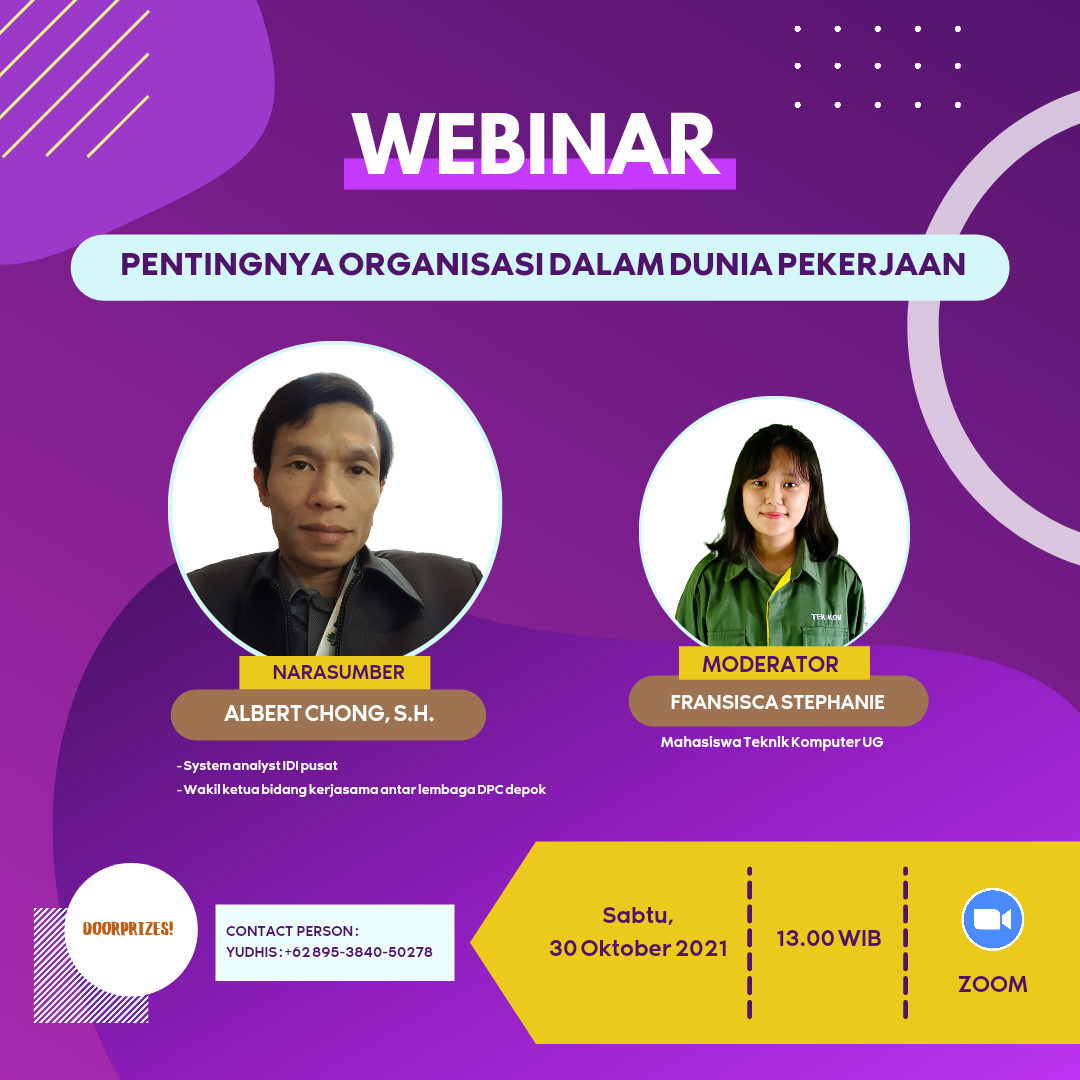 WEBINAR
PENTINGNYA ORGANISASI DALAM DUNIA PEKERJAAN
TEK-KOM
NARASUMBER
ALBERT CHONG, S.H.
- System analyst IDI pusat
- Wakil ketua bidang kerjasama antar lembaga DPC depok
MODERATOR
FRANSISCA STEPHANIE
Mahasiswa Teknik Komputer UG
DOORPRIZES!
CONTACT PERSON :
YUDHIS : +62 895-3840-50278
Sabtu,
30 Oktober 2021
13.00 WIB
ZOOM